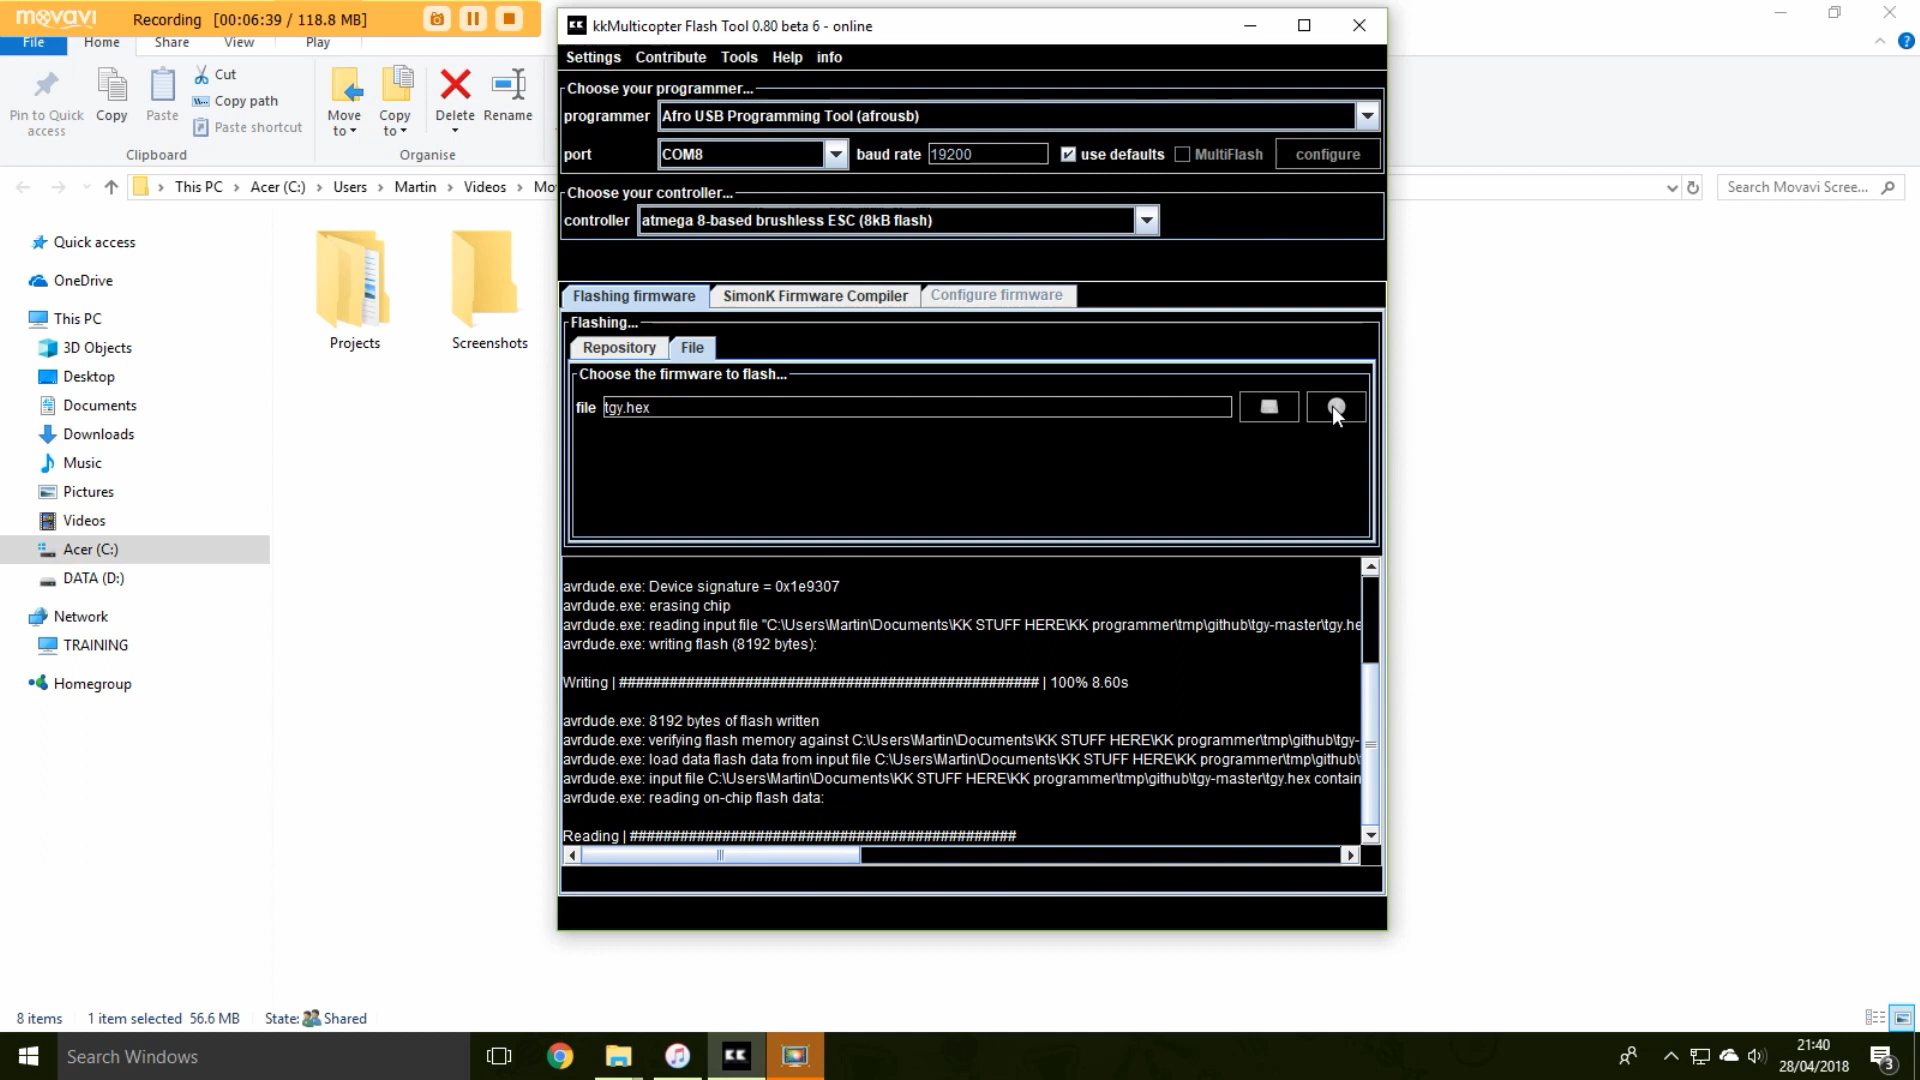 movavi Recording [00:06:39 / 118.8 MB]
File Home Share View Play
Pin to Quick access
Copy
Paste
Cut
Copy path
Paste shortcut
Clipboard
Move to
Copy to
Delete
Rename
Organise
This PC > Acer (C:) > Users > Martin > Videos > Mo
Search Movavi Scree...
Quick access
OneDrive
This PC
3D Objects
Desktop
Documents
Downloads
Music
Pictures
Videos
Acer (C:)
DATA (D:)
Network
TRAINING
Homegroup
Projects
Screenshots
KK kkMulticopter Flash Tool 0.80 beta 6 - online
Settings Contribute Tools Help info
Choose your programmer...
programmer Afro USB Programming Tool (afrousb)
port COM8 baud rate 19200 use defaults MultiFlash configure
Choose your controller...
controller atmega 8-based brushless ESC (8kB flash)
Flashing firmware SimonK Firmware Compiler Configure firmware
Flashing...
Repository File
Choose the firmware to flash...
file tgy.hex
avrdude.exe: Device signature = 0x1e9307
avrdude.exe: erasing chip
avrdude.exe: reading input file "C:\Users\Martin\Documents\KK STUFF HERE\KK programmer\tmp\github\tgy-master\tgy.he
avrdude.exe: writing flash (8192 bytes):
Writing | ################################################## | 100% 8.60s
avrdude.exe: 8192 bytes of flash written
avrdude.exe: verifying flash memory against C:\Users\Martin\Documents\KK STUFF HERE\KK programmer\tmp\github\tgy-
avrdude.exe: load data flash data from input file C:\Users\Martin\Documents\KK STUFF HERE\KK programmer\tmp\github\
avrdude.exe: input file C:\Users\Martin\Documents\KK STUFF HERE\KK programmer\tmp\github\tgy-master\tgy.hex contain
avrdude.exe: reading on-chip flash data:
Reading | ##############################################
8 items 1 item selected 56.6 MB State: Shared
Search Windows
KK
21:40
28/04/2018
3